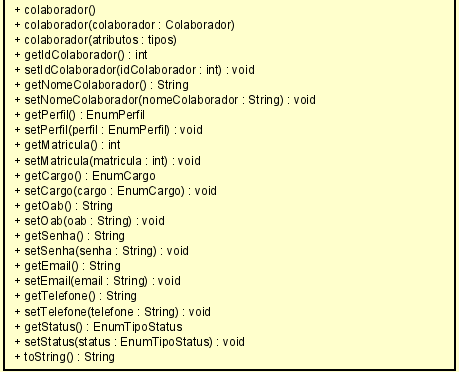 + colaborador()
+ colaborador(colaborador : Colaborador)
+ colaborador(atributos : tipos)
+ getIdColaborador() : int
+ setIdColaborador(idColaborador : int) : void
+ getNomeColaborador() : String
+ setNomeColaborador(nomeColaborador : String) : void
+ getPerfil() : EnumPerfil
+ setPerfil(perfil : EnumPerfil) : void
+ getMatricula() : int
+ setMatricula(matricula : int) : void
+ getCargo() : EnumCargo
+ setCargo(cargo : EnumCargo) : void
+ getOab() : String
+ setOab(oab : String) : void
+ getSenha() : String
+ setSenha(senha : String) : void
+ getEmail() : String
+ setEmail(email : String) : void
+ getTelefone() : String
+ setTelefone(telefone : String) : void
+ getStatus() : EnumTipoStatus
+ setStatus(status : EnumTipoStatus) : void
+ toString() : String